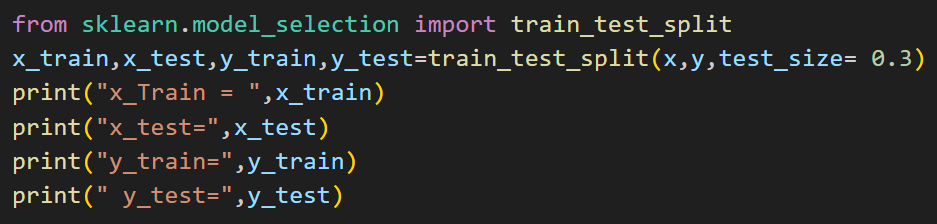 from sklearn.model_selection import train_test_split
x_train,x_test,y_train,y_test=train_test_split(x,y,test_size= 0.3)
print("x_Train = ",x_train)
print("x_test=",x_test)
print("y_train=",y_train)
print(" y_test=",y_test)